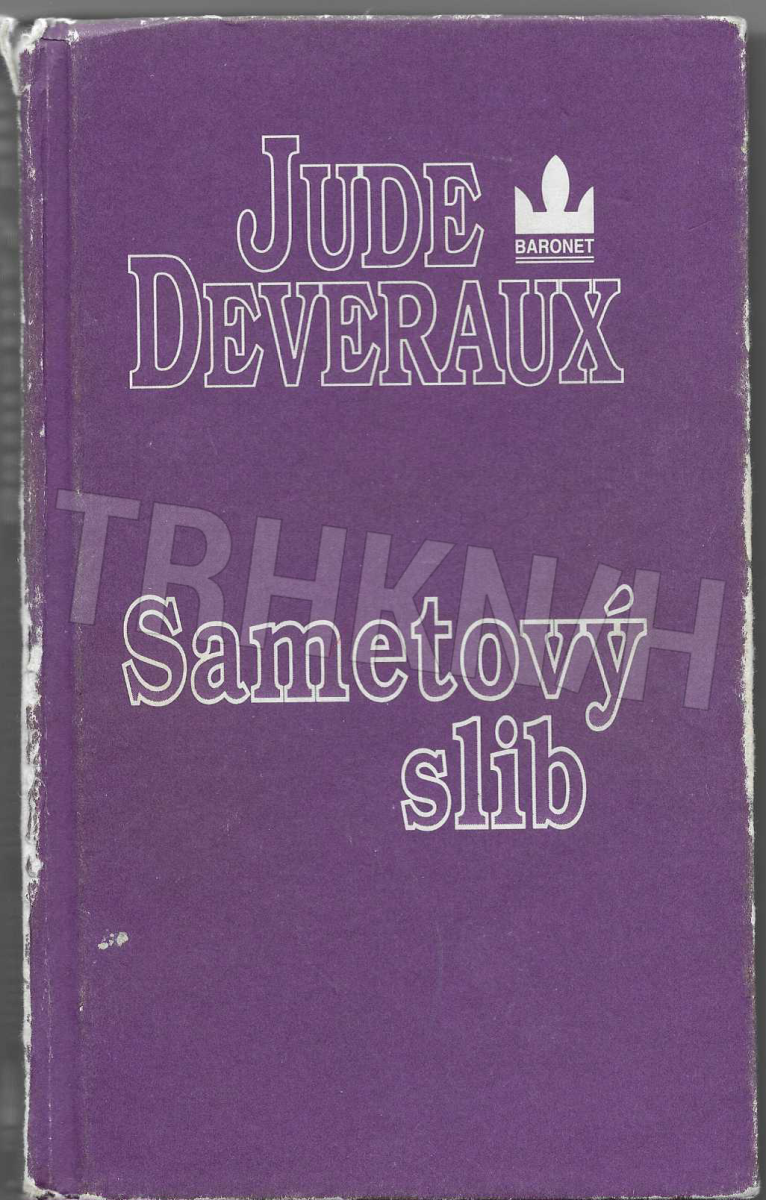 JUDE
BARONET
DEVERAUX
TRHKNIH
Sametový
slib